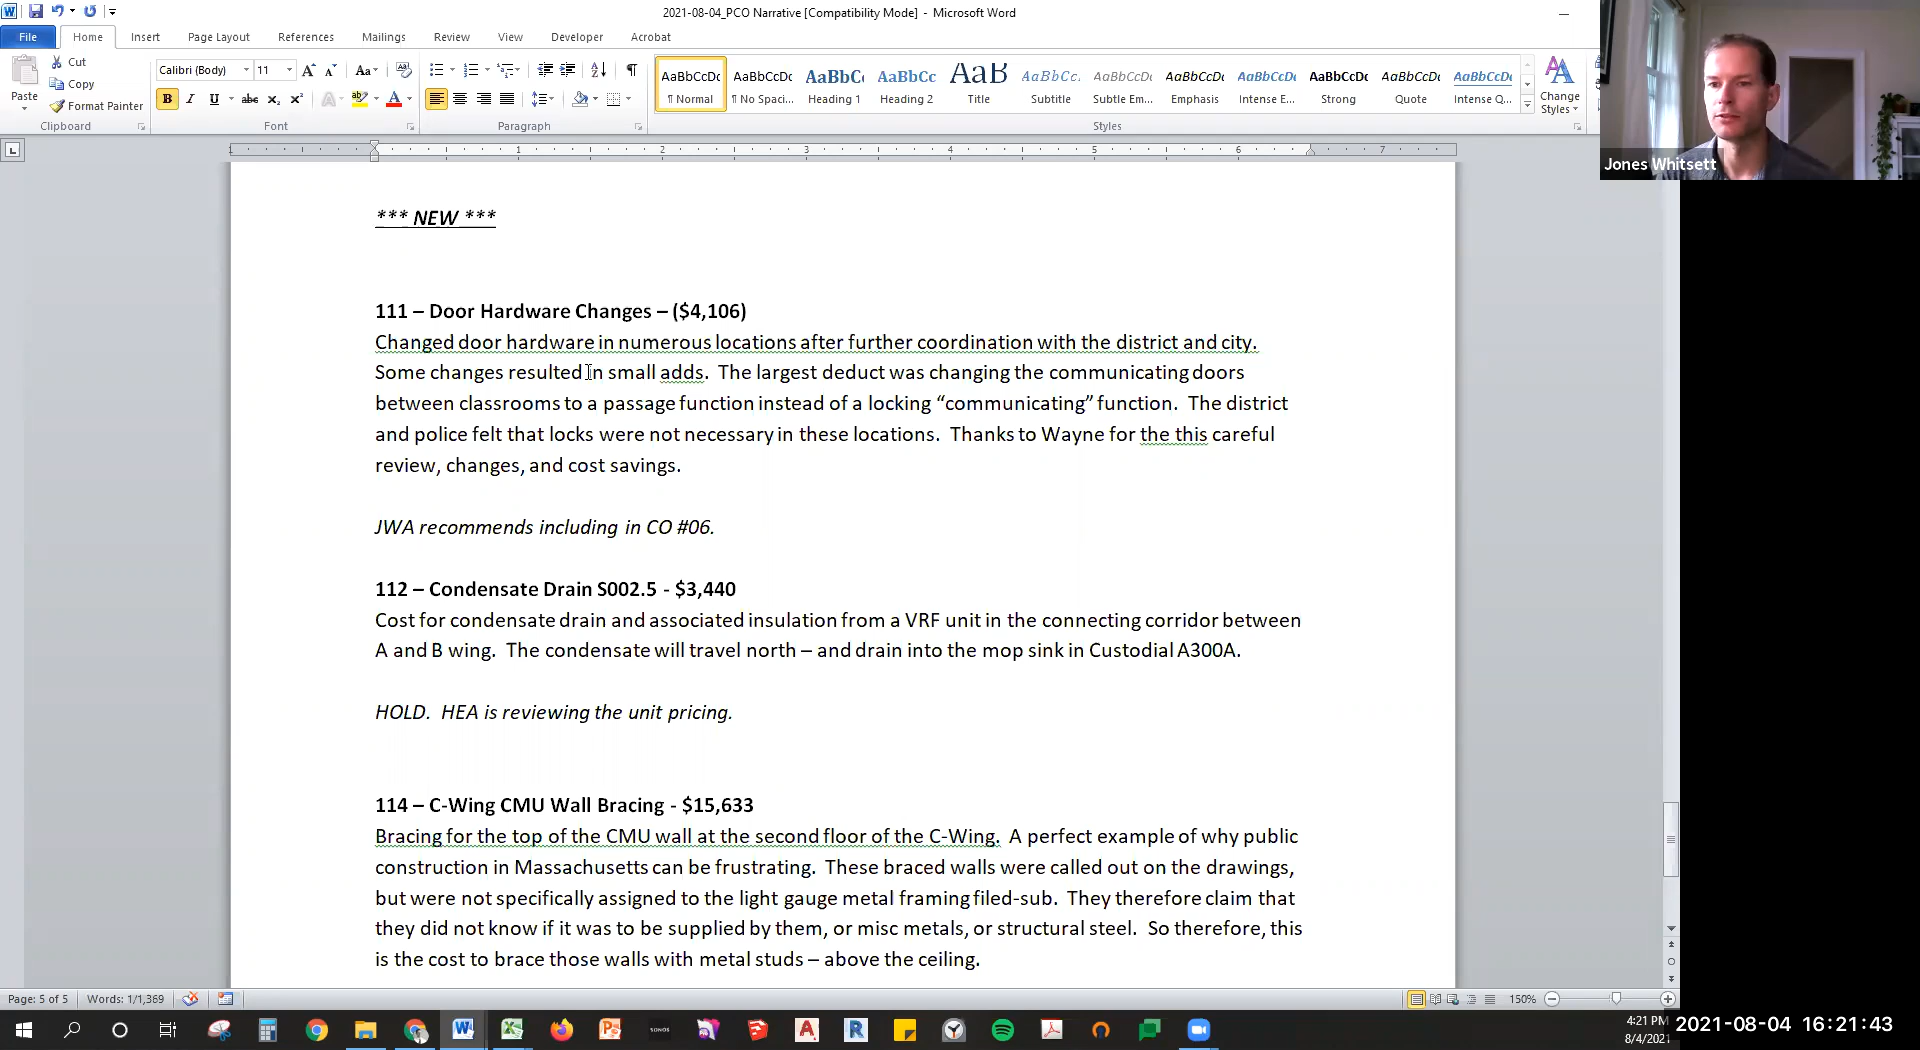 2021-08-04_PCO Narrative [Compatibility Mode] - Microsoft Word
File Home Insert Page Layout References Mailings Review View Developer Acrobat
Paste
Cut
Copy
Format Painter
Clipboard
Calibri (Body) 11
Font
Paragraph
AaBbCcDc AaBbCcDc AaBbC AaBbCc AaB AaBbCc. AaBbCcDc AaBbCcDc AaBbCcDc AaBbCcDc AaBbCcDc AaBbCcDc
¶ Normal ¶ No Spaci... Heading 1 Heading 2 Title Subtitle Subtle Em... Emphasis Intense E... Strong Quote Intense Q...
Change Styles
Styles
Jones Whitsett
1 1 2 3 4 5 6 7
*** NEW ***
111 – Door Hardware Changes – ($4,106)
Changed door hardware in numerous locations after further coordination with the district and city.
Some changes resulted in small adds. The largest deduct was changing the communicating doors
between classrooms to a passage function instead of a locking “communicating” function. The district
and police felt that locks were not necessary in these locations. Thanks to Wayne for the this careful
review, changes, and cost savings.
JWA recommends including in CO #06.
112 – Condensate Drain S002.5 - $3,440
Cost for condensate drain and associated insulation from a VRF unit in the connecting corridor between
A and B wing. The condensate will travel north – and drain into the mop sink in Custodial A300A.
HOLD. HEA is reviewing the unit pricing.
114 – C-Wing CMU Wall Bracing - $15,633
Bracing for the top of the CMU wall at the second floor of the C-Wing. A perfect example of why public
construction in Massachusetts can be frustrating. These braced walls were called out on the drawings,
but were not specifically assigned to the light gauge metal framing filed-sub. They therefore claim that
they did not know if it was to be supplied by them, or misc metals, or structural steel. So therefore, this
is the cost to brace those walls with metal studs – above the ceiling.
Page: 5 of 5 Words: 1/1,369
150%
SONOS
4:21 PM
8/4/2021
2021-08-04 16:21:43